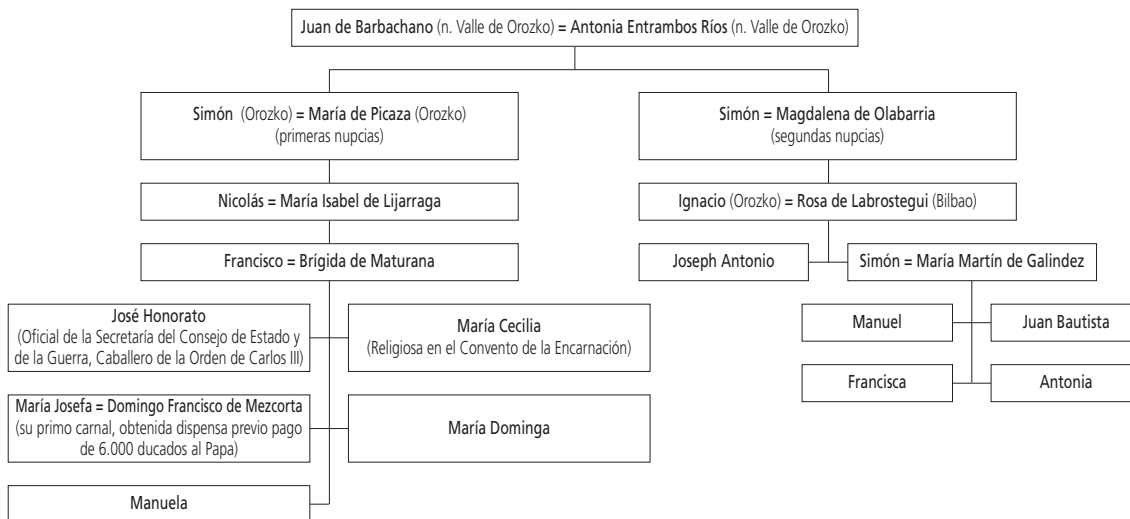 Juan de Barbachano (n. Valle de Orozko) = Antonia Entrambos Ríos (n. Valle de Orozko)
Simón (Orozko) = María de Picaza (Orozko)
(primeras nupcias)
Simón = Magdalena de Olabarria
(segundas nupcias)
Nicolás = María Isabel de Lijarraga
Ignacio (Orozko) = Rosa de Labrostegui (Bilbao)
Francisco = Brígida de Maturana
Joseph Antonio
Simón = María Martín de Galindez
José Honorato
(Oficial de la Secretaría del Consejo de Estado y
de la Guerra, Caballero de la Orden de Carlos III)
María Cecilia
(Religiosa en el Convento de la Encarnación)
Manuel
Juan Bautista
Francisca
Antonia
María Josefa = Domingo Francisco de Mezcorta
(su primo carnal, obtenida dispensa previo pago
de 6.000 ducados al Papa)
María Dominga
Manuela